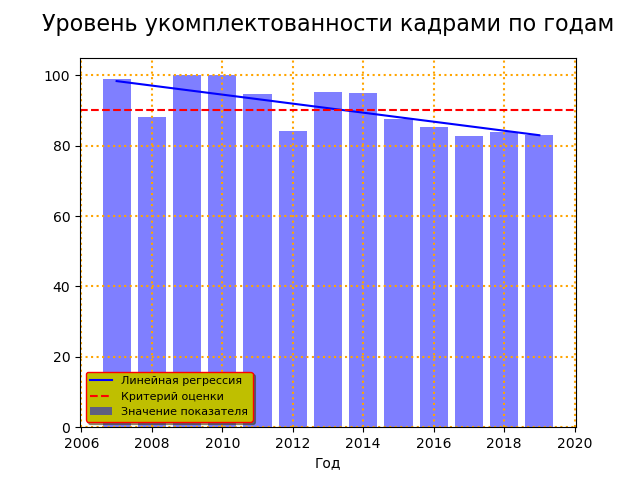 Уровень укомплектованности кадрами по годам
100
80
60
40
20
0
Линейная регрессия
Критерий оценки
Значение показателя
2006 2008 2010 2012 2014 2016 2018 2020
Год